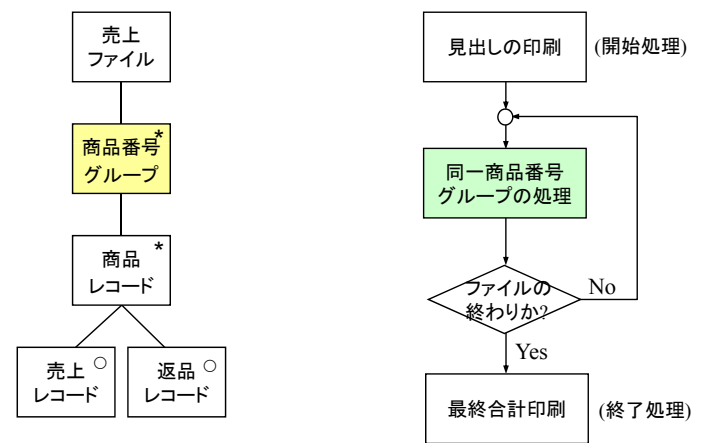 売上
ファイル
商品番号*
グループ
商品*
レコード
売上○
レコード
返品○
レコード
見出しの印刷
(開始処理)
同一商品番号
グループの処理
ファイルの
終わりか?
No
Yes
最終合計印刷
(終了処理)